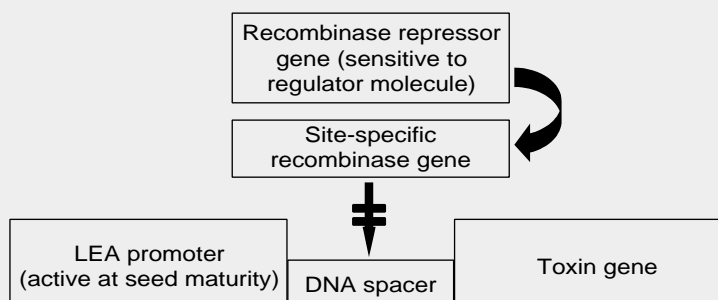 Recombinase repressor
gene (sensitive to
regulator molecule)
Site-specific
recombinase gene
LEA promoter
(active at seed maturity)
DNA spacer
Toxin gene